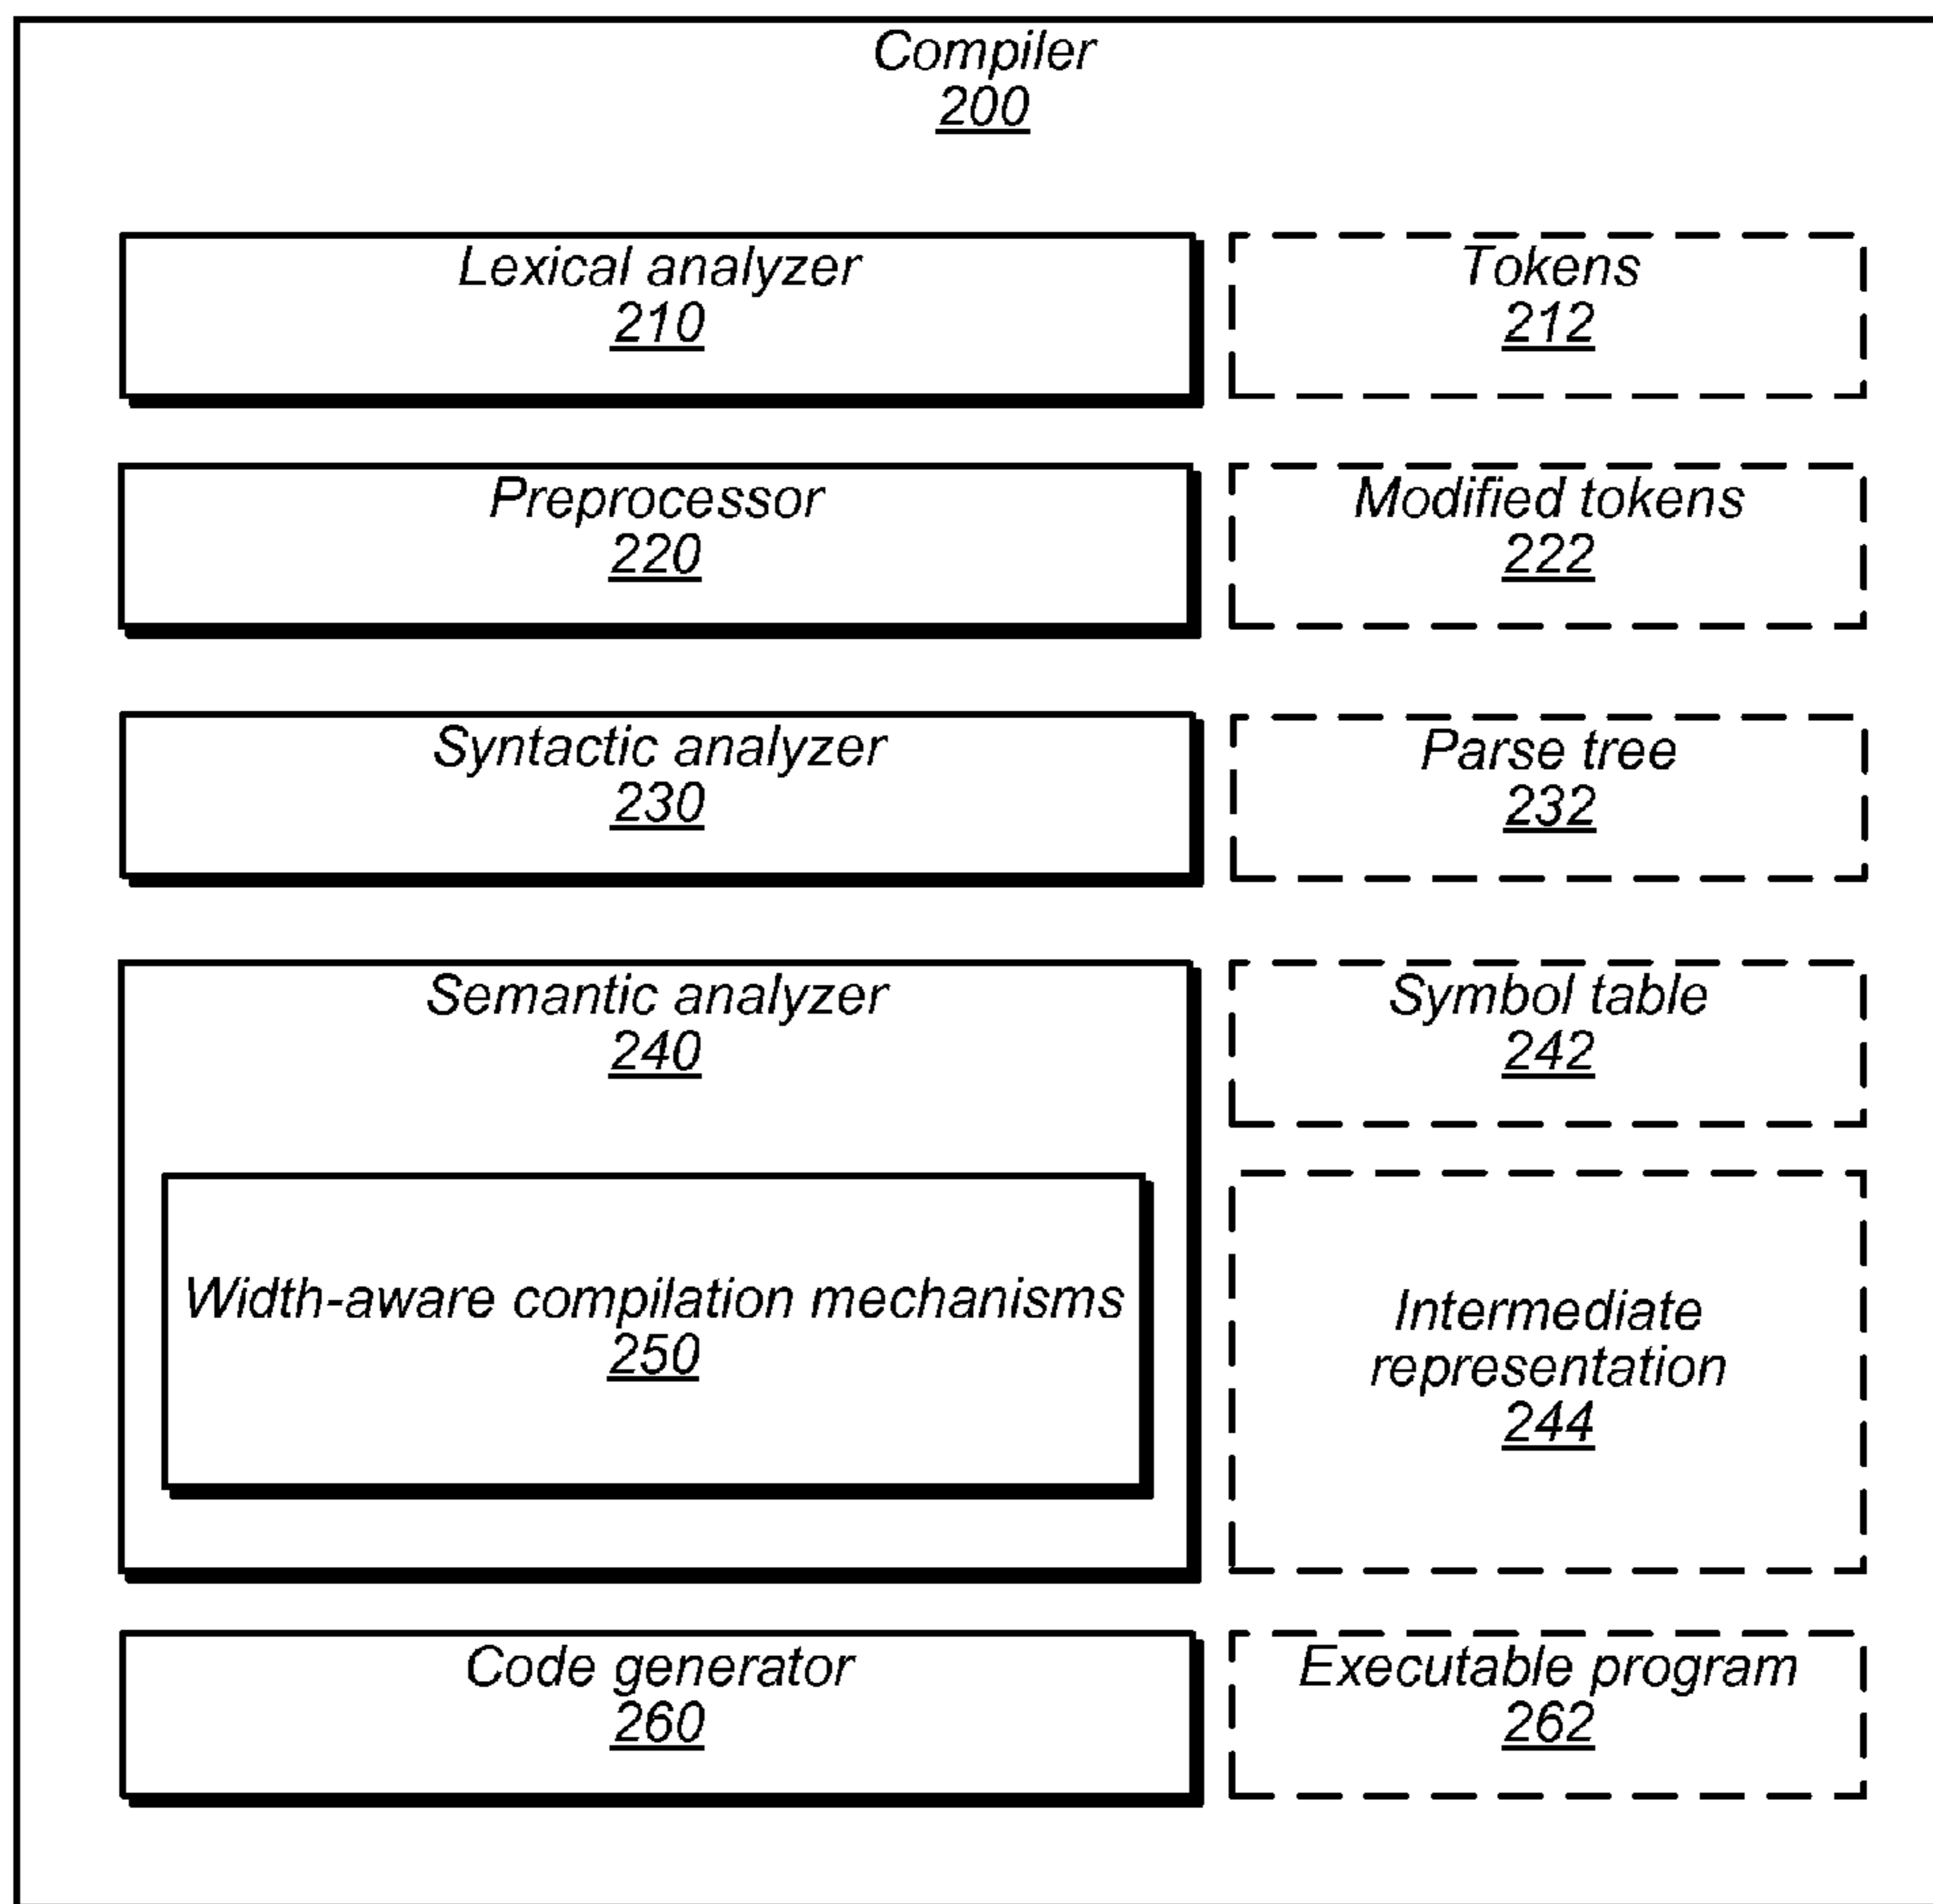 Compiler
200
Lexical analyzer
210
Tokens
212
Preprocessor
220
Modified tokens
222
Syntactic analyzer
230
Parse tree
232
Semantic analyzer
240
Symbol table
242
Width-aware compilation mechanisms
250
Intermediate
representation
244
Code generator
260
Executable program
262